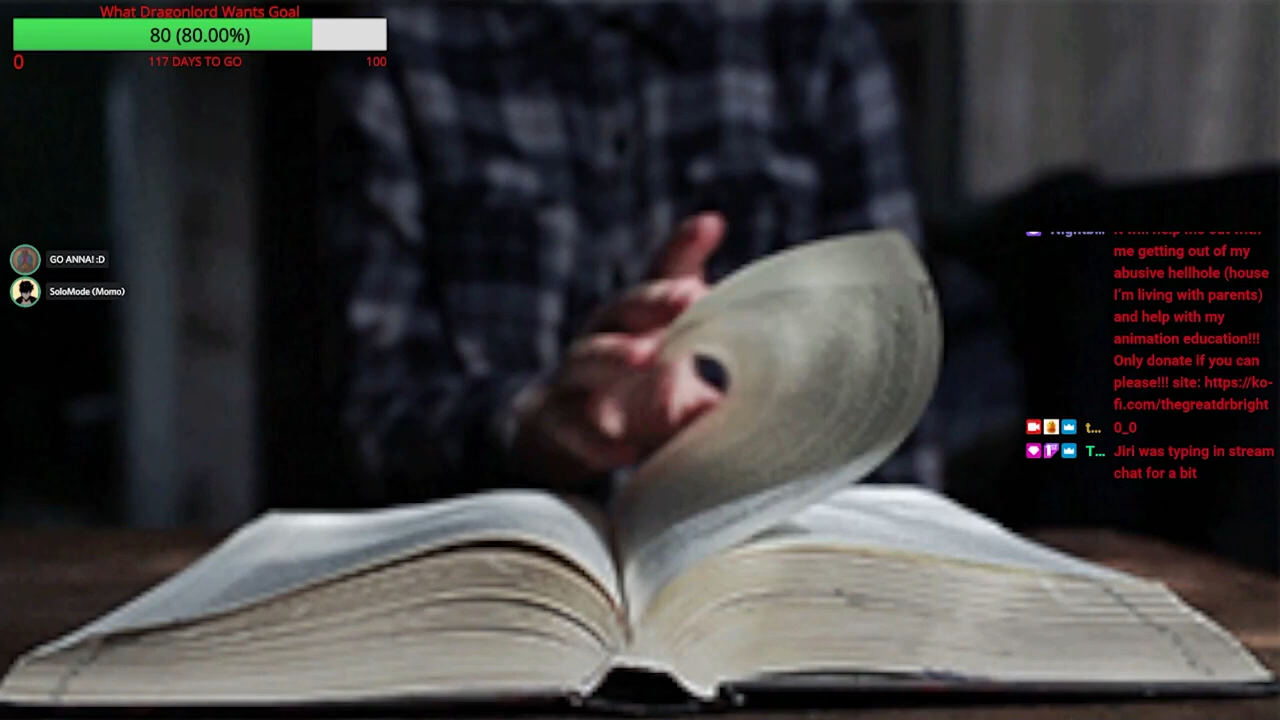 What Dragonlord Wants Goal
80 (80.00%)
0 117 DAYS TO GO 100
GO ANNA! :D
SoloMode (Momo)
me getting out of my
abusive hellhole (house
I'm living with parents)
and help with my
animation education!!!
Only donate if you can
please!!! site: https://ko-
fi.com/thegreatdrbright
t... 0_0
T... Jiri was typing in stream
chat for a bit